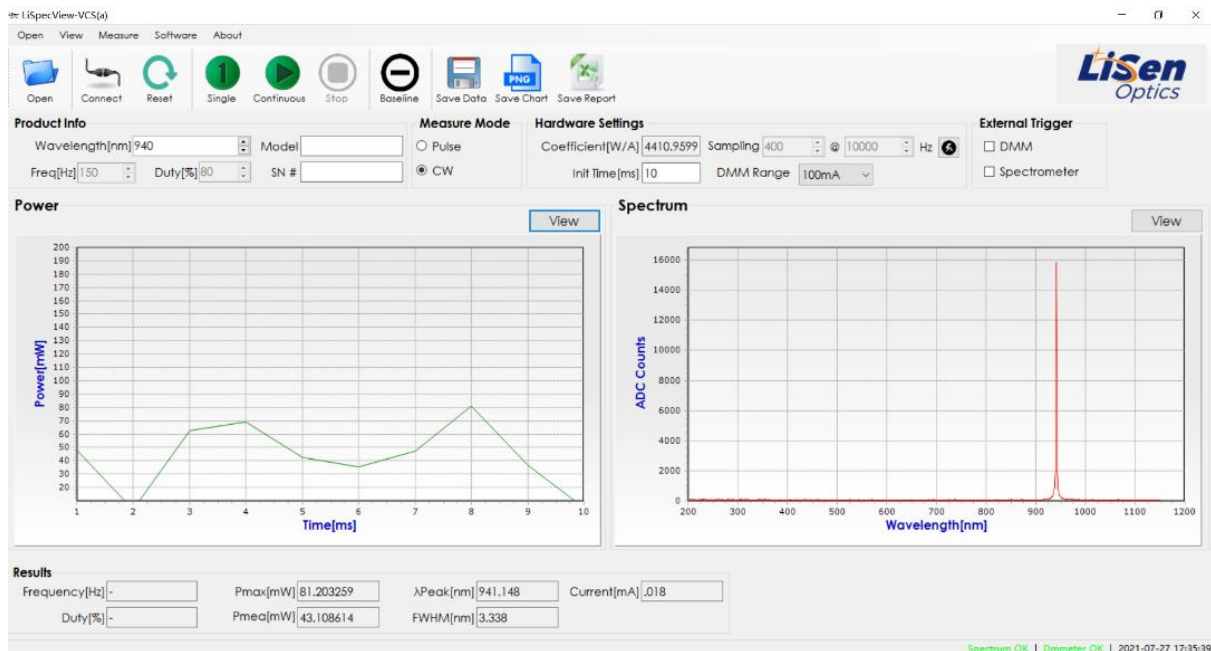 LiSpecView-VCS(a)
Open View Measure Software About
Open Connect Reset Single Continuous Stop Baseline Save Data Save Chart Save Report
1
PNG
LiSen
Optics
Product Info Measure Mode Hardware Settings External Trigger
Wavelength[nm] 940 Model Pulse Coefficient[W/A] 4410.9599 Sampling 400 @ 10000 Hz DMM
Freq[Hz] 150 Duty[%] 80 SN # CW Init Time[ms] 10 DMM Range 100mA Spectrometer
Power Spectrum
View View
200
190
180
170
160
150
140
130
120
110
100
90
80
70
60
50
40
30
20
Power[mW]
1 2 3 4 5 6 7 8 9 10
Time[ms]
16000
14000
12000
10000
8000
6000
4000
2000
0
ADC Counts
200 300 400 500 600 700 800 900 1000 1100 1200
Wavelength[nm]
Results
Frequency[Hz] - Pmax[mW] 81.203259 λPeak[nm] 941.148 Current[mA] .018
Duty[%] - Pmea[mW] 43.108614 FWHM[nm] 3.338
Spectrum OK | Dmmeter OK | 2021-07-27 17:35:39